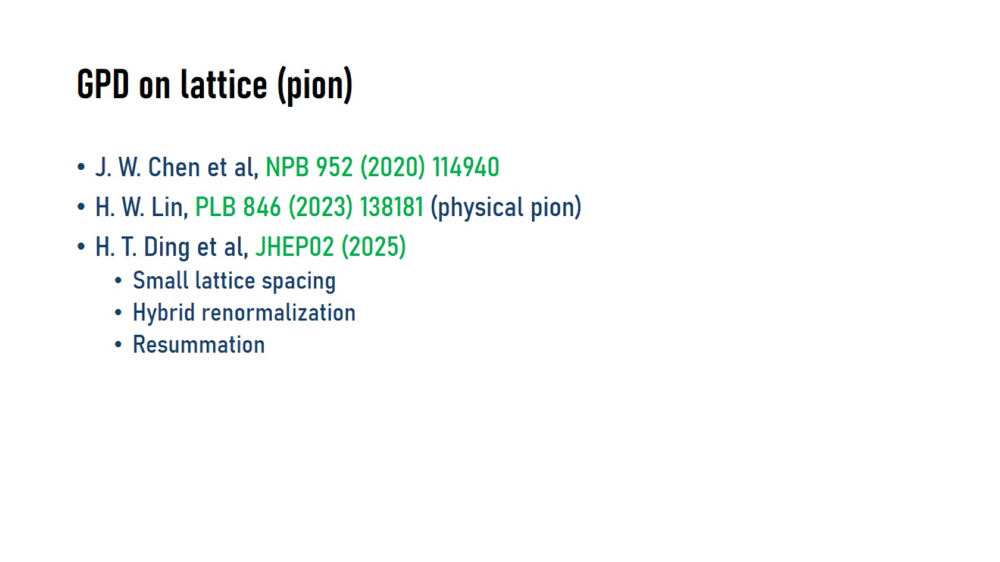 GPD on lattice (pion)
• J. W. Chen et al, NPB 952 (2020) 114940
• H. W. Lin, PLB 846 (2023) 138181 (physical pion)
• H. T. Ding et al, JHEP02 (2025)
• Small lattice spacing
• Hybrid renormalization
• Resummation